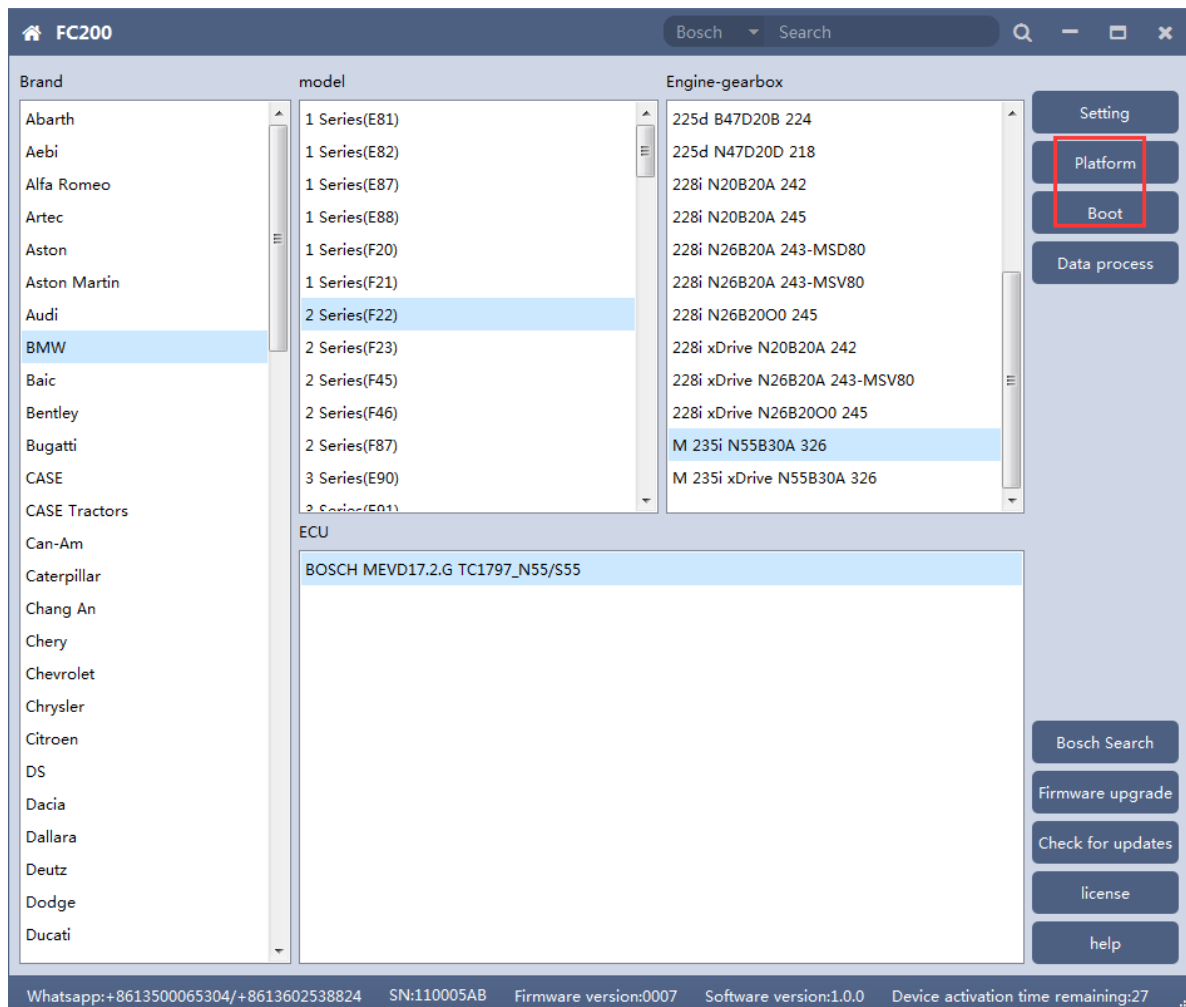 FC200
Bosch
Search
Brand
model
Engine-gearbox
Abarth
Aebi
Alfa Romeo
Artec
Aston
Aston Martin
Audi
BMW
Baic
Bentley
Bugatti
CASE
CASE Tractors
Can-Am
Caterpillar
Chang An
Chery
Chevrolet
Chrysler
Citroen
DS
Dacia
Dallara
Deutz
Dodge
Ducati
1 Series(E81)
1 Series(E82)
1 Series(E87)
1 Series(E88)
1 Series(F20)
1 Series(F21)
2 Series(F22)
2 Series(F23)
2 Series(F45)
2 Series(F46)
2 Series(F87)
3 Series(E90)
3 Series(E91)
225d B47D20B 224
225d N47D20D 218
228i N20B20A 242
228i N20B20A 245
228i N26B20A 243-MSD80
228i N26B20A 243-MSV80
228i N26B20O0 245
228i xDrive N20B20A 242
228i xDrive N26B20A 243-MSV80
228i xDrive N26B20O0 245
M 235i N55B30A 326
M 235i xDrive N55B30A 326
ECU
BOSCH MEVD17.2.G TC1797_N55/S55
Setting
Platform
Boot
Data process
Bosch Search
Firmware upgrade
Check for updates
license
help
Whatsapp:+8613500065304/+8613602538824
SN:110005AB
Firmware version:0007
Software version:1.0.0
Device activation time remaining:27